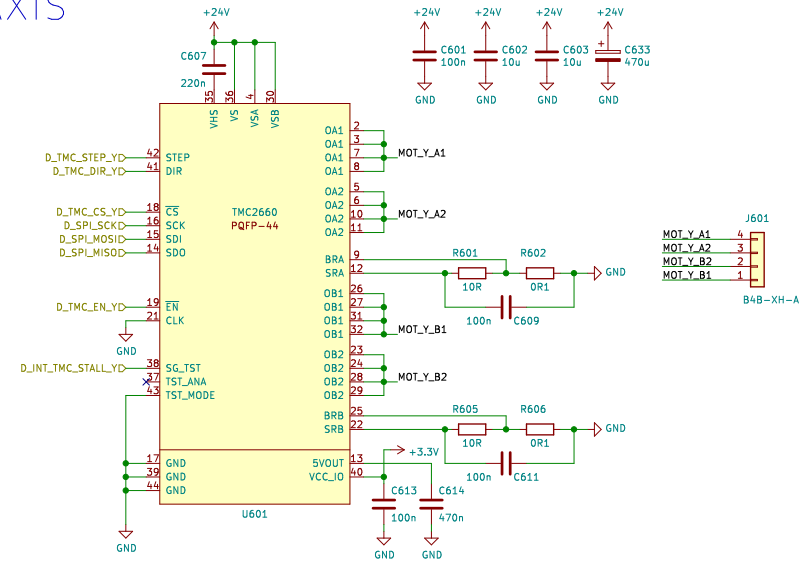 AXIS
+24V
+24V
+24V
+24V
+24V
C607
220n
C601
100n
C602
10u
C603
10u
+
C633
470u
GND
GND
GND
GND
35
36
4
30
VHS
VS
VSA
VSB
D_TMC_STEP_Y 42 STEP
D_TMC_DIR_Y 41 DIR
D_TMC_CS_Y 18 CS
D_SPI_SCK 16 SCK
D_SPI_MOSI 15 SDI
D_SPI_MISO 14 SDO
D_TMC_EN_Y 19 EN
21 CLK
GND
D_INT_TMC_STALL_Y 38 SG_TST
37 TST_ANA
43 TST_MODE
17 GND
39 GND
44 GND
GND
TMC2660
PQFP-44
U601
OA1 2
OA1 3
OA1 7 MOT_Y_A1
OA1 8
OA2 5
OA2 6
OA2 10 MOT_Y_A2
OA2 11
BRA 9
SRA 12
R601
10R
R602
0R1
GND
100n C609
OB1 26
OB1 27
OB1 31
OB1 32 MOT_Y_B1
OB2 23
OB2 24
OB2 28 MOT_Y_B2
OB2 29
BRB 25
SRB 22
R605
10R
R606
0R1
GND
100n C611
+3.3V
5VOUT 13
VCC_IO 40
C613
100n
C614
470n
GND
GND
J601
MOT_Y_A1 4
MOT_Y_A2 3
MOT_Y_B2 2
MOT_Y_B1 1
B4B-XH-A